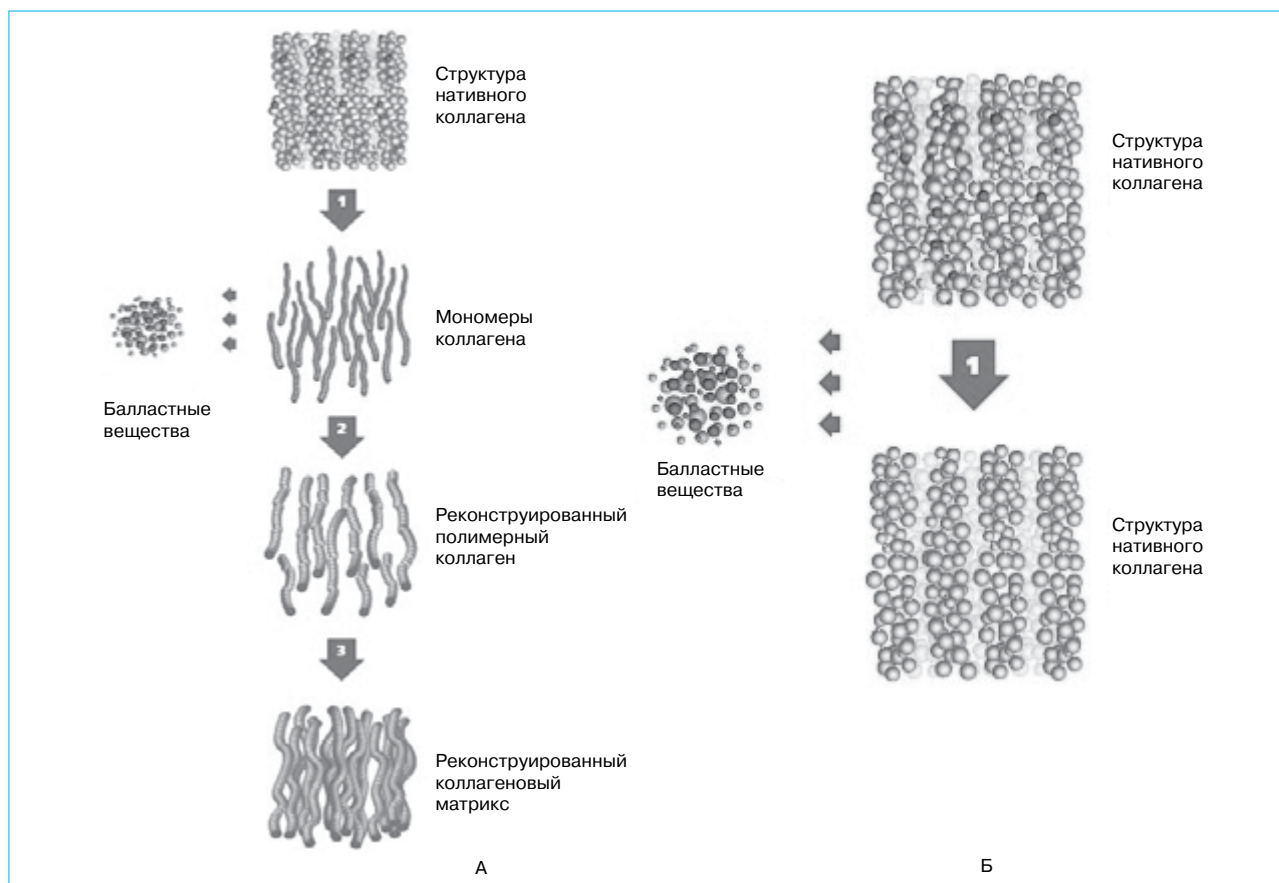 Структура
нативного
коллагена
1
Мономеры
коллагена
Балластные
вещества
2
Реконструированный
полимерный
коллаген
3
Реконструированный
коллагеновый
матрикс
А
Структура
нативного
коллагена
1
Балластные
вещества
Структура
нативного
коллагена
Б